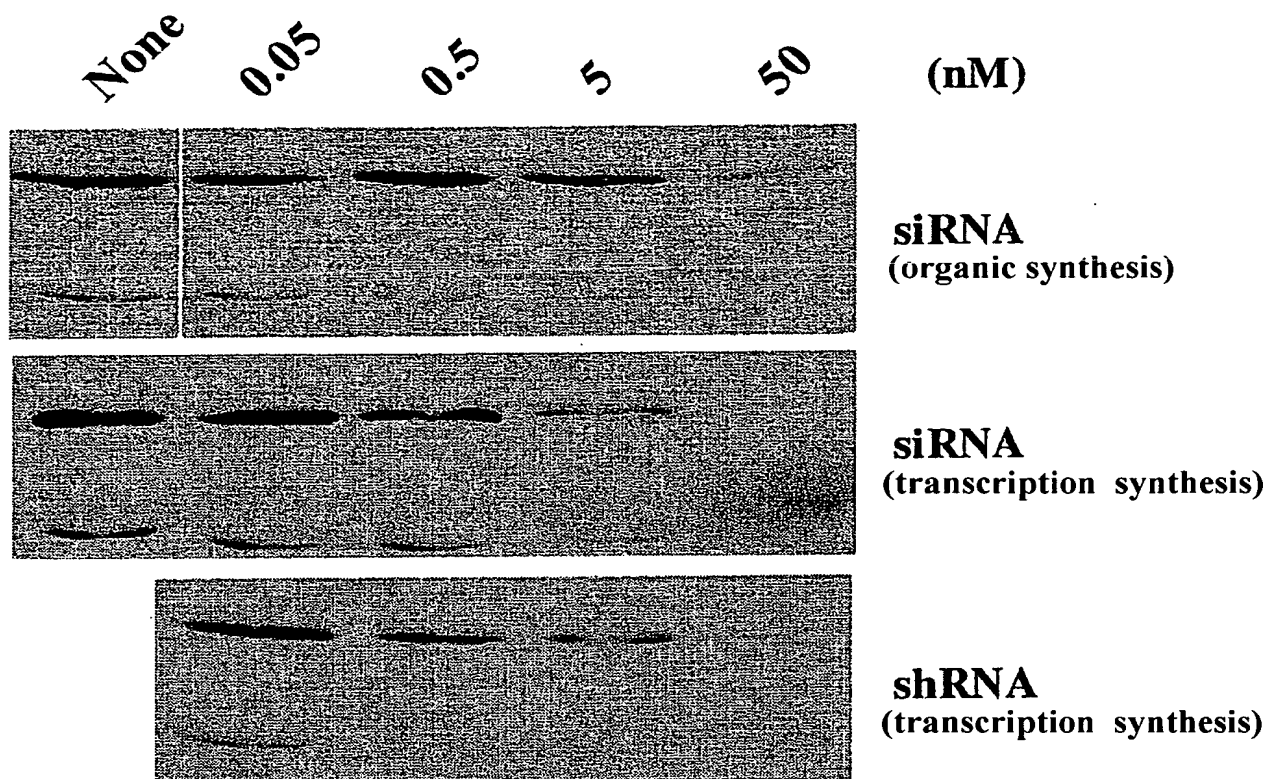 None 0.05 0.5 5 50 (nM)
siRNA
(organic synthesis)
siRNA
(transcription synthesis)
shRNA
(transcription synthesis)